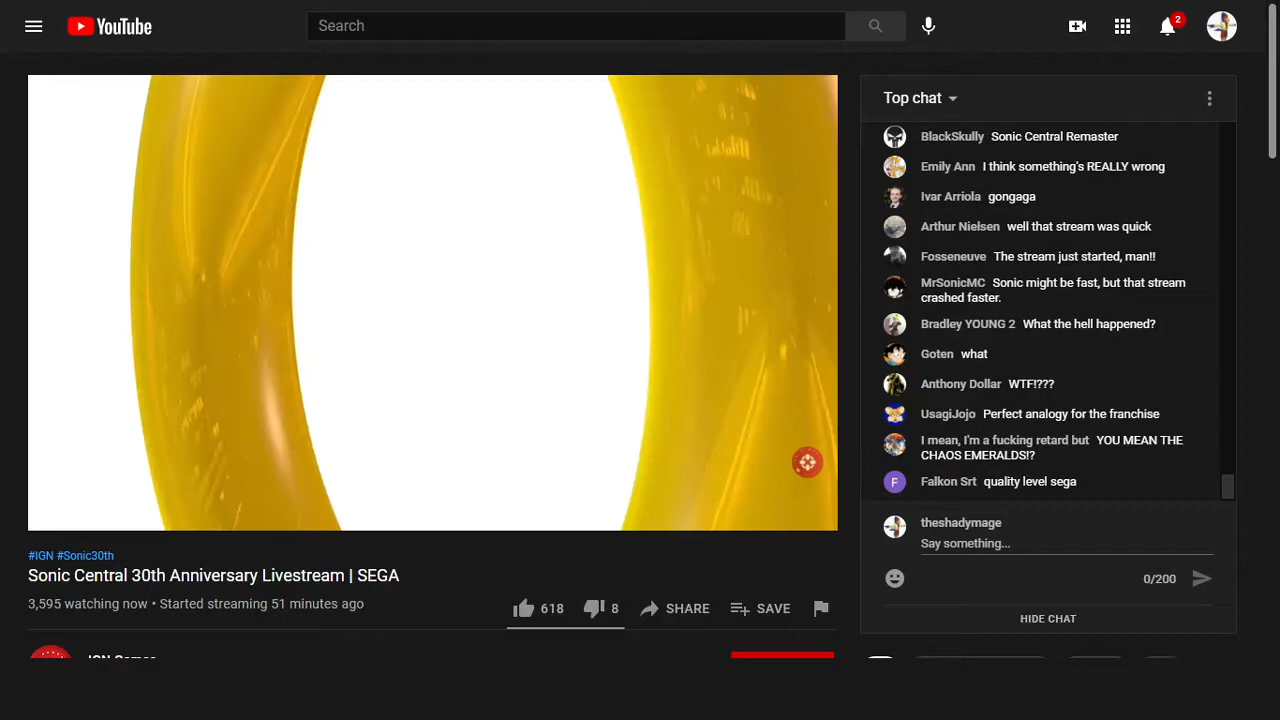 YouTube
Search
2
Top chat
BlackSkully Sonic Central Remaster
Emily Ann I think something's REALLY wrong
Ivar Arriola gongaga
Arthur Nielsen well that stream was quick
Fosseneuve The stream just started, man!!
MrSonicMC Sonic might be fast, but that stream
crashed faster.
Bradley YOUNG 2 What the hell happened?
Goten what
Anthony Dollar WTF!???
UsagiJojo Perfect analogy for the franchise
I mean, I'm a fucking retard but YOU MEAN THE
CHAOS EMERALDS!?
F Falkon Srt quality level sega
theshadymage
Say something...
0/200
HIDE CHAT
#IGN #Sonic30th
Sonic Central 30th Anniversary Livestream | SEGA
3,595 watching now • Started streaming 51 minutes ago
618 8 SHARE SAVE